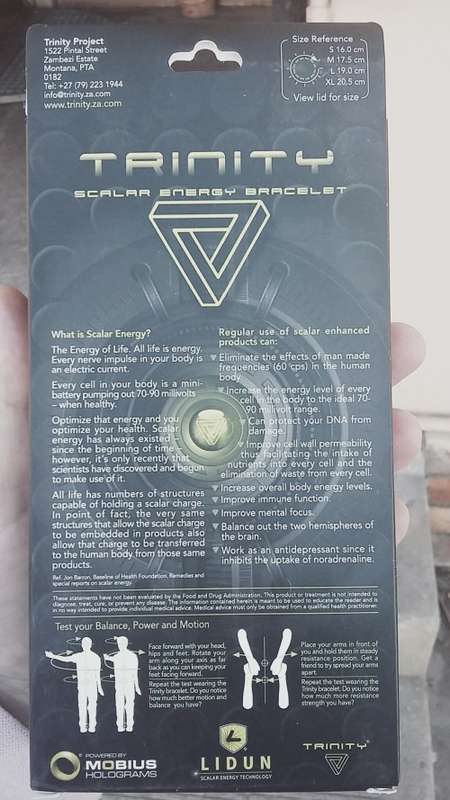 Trinity Project
1522 Pintal Street
Zambezi Estate
Montana, PTA
0182
Tel: +27 (79) 223 1944
info@trinity.za.com
www.trinity.za.com
Size Reference
S 16.0 cm
M 17.5 cm
L 19.0 cm
XL 20.5 cm
View lid for size
TRINITY
SCALAR ENERGY BRACELET
What is Scalar Energy?
The Energy of Life. All life is energy.
Every nerve impulse in your body is
an electric current.
Every cell in your body is a mini-
battery pumping out 70-90 millivolts
– when healthy.
Optimize that energy and you
optimize your health. Scalar
energy has always existed –
since the beginning of time –
however, it's only recently that
scientists have discovered and begun
to make use of it.
All life has numbers of structures
capable of holding a scalar charge.
In point of fact, the very same
structures that allow the scalar charge
to be embedded in products also
allow that charge to be transferred
to the human body from those same
products.
Ref. Jon Barron, Baseline of Health Foundation, Remedies and
special reports on scalar energy.
Regular use of scalar enhanced
products can:
Eliminate the effects of man made
frequencies (60 cps) in the human
body.
Increase the energy level of every
cell in the body to the ideal 70-
90 millivolt range.
Can protect your DNA from
damage.
Improve cell wall permeability
thus facilitating the intake of
nutrients into every cell and the
elimination of waste from every cell.
Increase overall body energy levels.
Improve immune function.
Improve mental focus.
Balance out the two hemispheres of
the brain.
Work as an antidepressant since it
inhibits the uptake of noradrenaline.
TRINITY
These statements have not been evaluated by the Food and Drug Administration. This product or treatment is not intended to
diagnose, treat, cure, or prevent any disease. The information contained herein is meant to be used to educate the reader and is
in no way intended to provide individual medical advice. Medical advice must only be obtained from a qualified health practitioner.
Test your Balance, Power and Motion
Face forward with your head,
hips and feet. Rotate your
arm along your axis as far
back as you can keeping your
feet facing forward.
Repeat the test wearing the
Trinity bracelet. Do you notice
how much better motion and
balance you have?
Place your arms in front of
you and hold them in steady
resistance position. Get a
friend to try spread your arms
apart.
Repeat the test wearing the
Trinity bracelet. Do you notice
how much more resistance
strength you have?
POWERED BY
MOBIUS
HOLOGRAMS
L
LIDUN
SCALAR ENERGY TECHNOLOGY
TRINITY